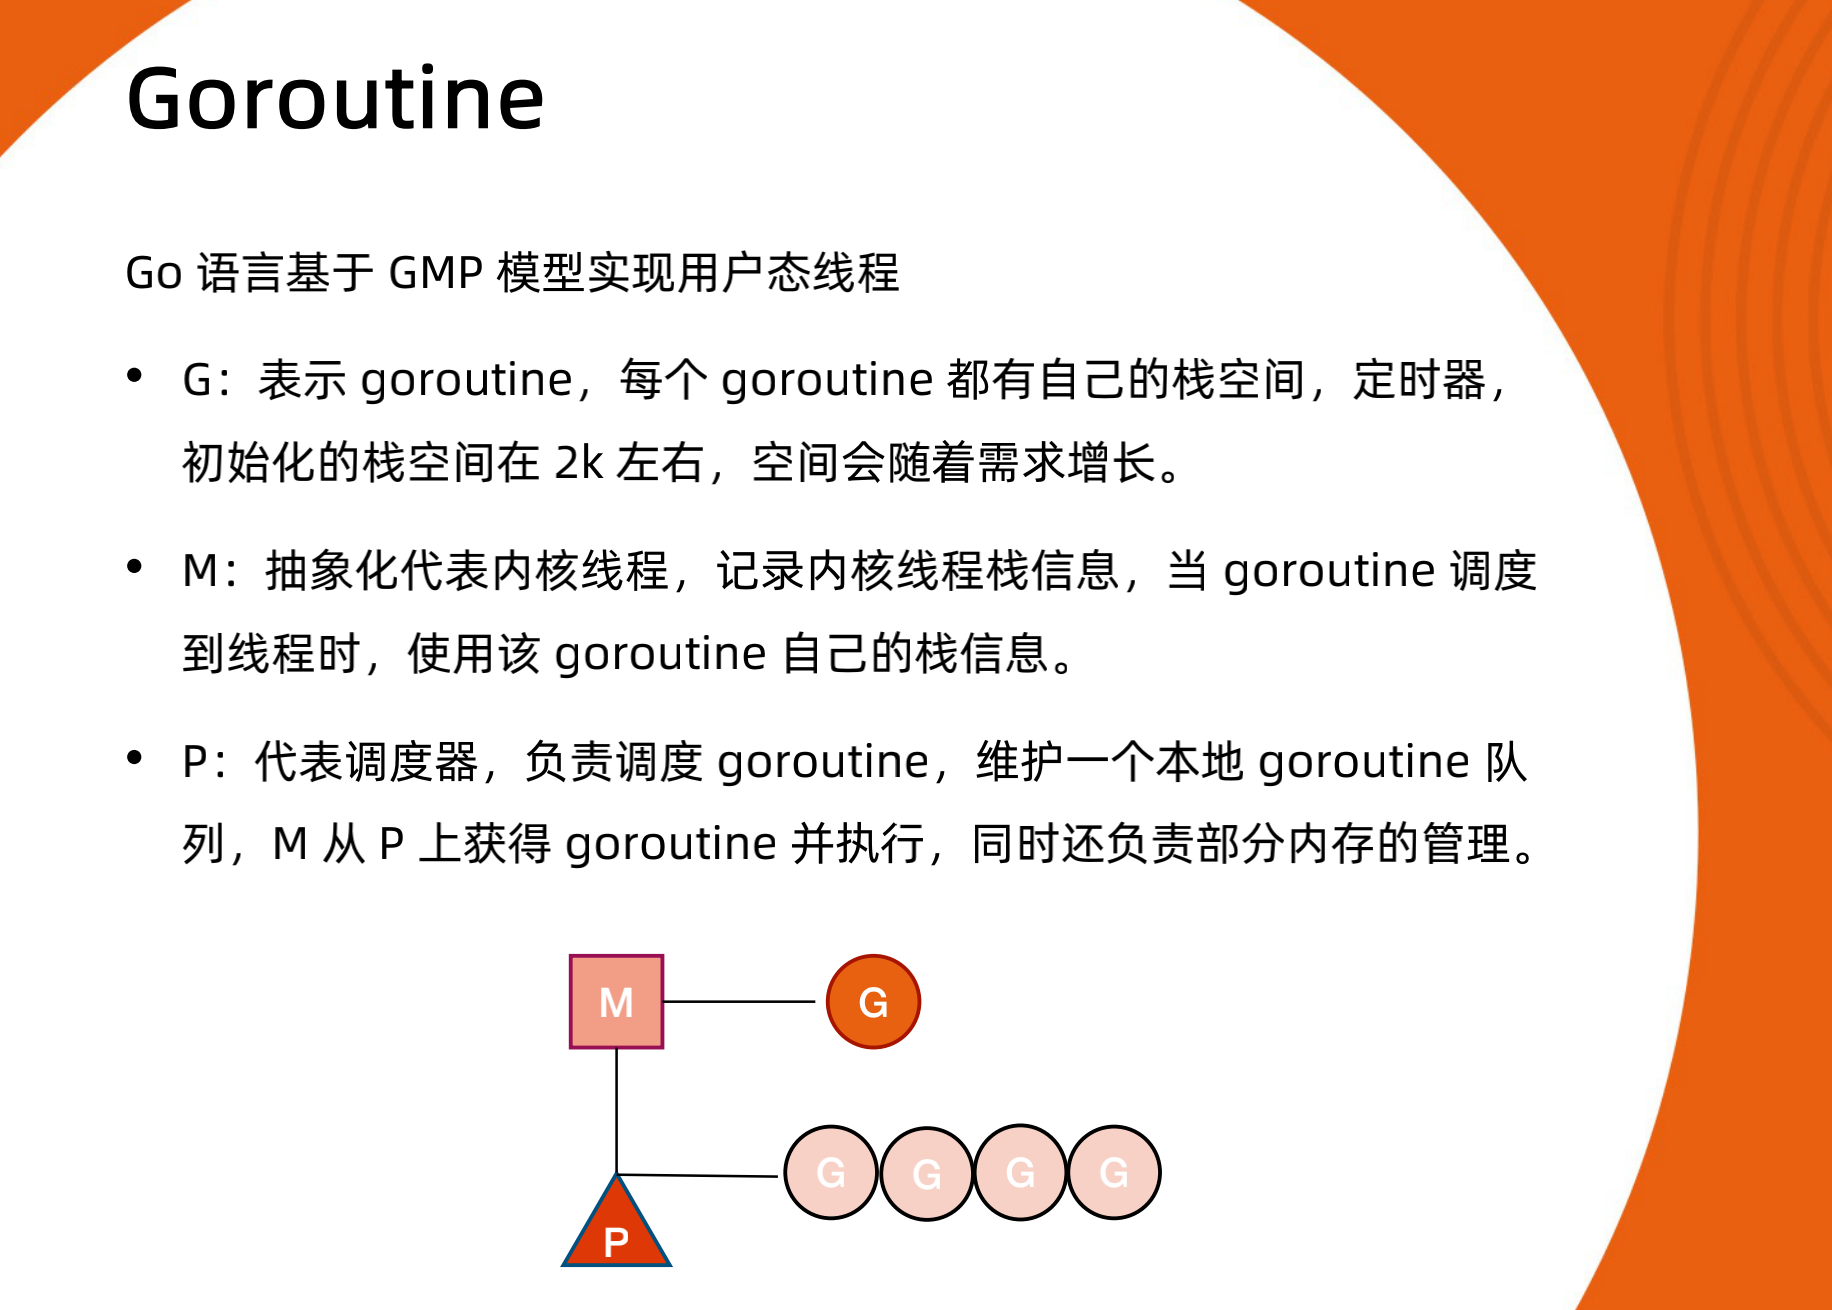 Goroutine
Go 语言基于 GMP 模型实现用户态线程
• G：表示 goroutine，每个 goroutine 都有自己的栈空间，定时器，
初始化的栈空间在 2k 左右，空间会随着需求增长。
• M：抽象化代表内核线程，记录内核线程栈信息，当 goroutine 调度
到线程时，使用该 goroutine 自己的栈信息。
• P：代表调度器，负责调度 goroutine，维护一个本地 goroutine 队
列，M 从 P 上获得 goroutine 并执行，同时还负责部分内存的管理。
M G
G G G G
P